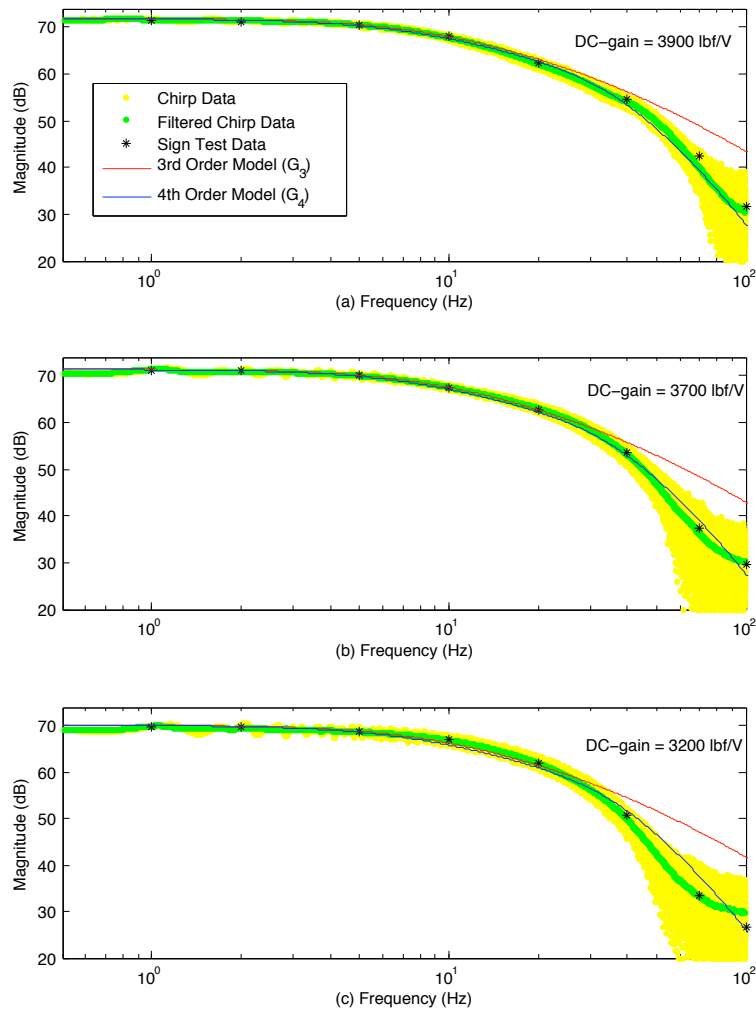 70
60
50
40
30
20
Magnitude (dB)
DC−gain = 3900 lbf/V
Chirp Data
Filtered Chirp Data
Sign Test Data
3rd Order Model (G3)
4th Order Model (G4)
10^0
10^1
10^2
(a) Frequency (Hz)
70
60
50
40
30
20
Magnitude (dB)
DC−gain = 3700 lbf/V
10^0
10^1
10^2
(b) Frequency (Hz)
70
60
50
40
30
20
Magnitude (dB)
DC−gain = 3200 lbf/V
10^0
10^1
10^2
(c) Frequency (Hz)